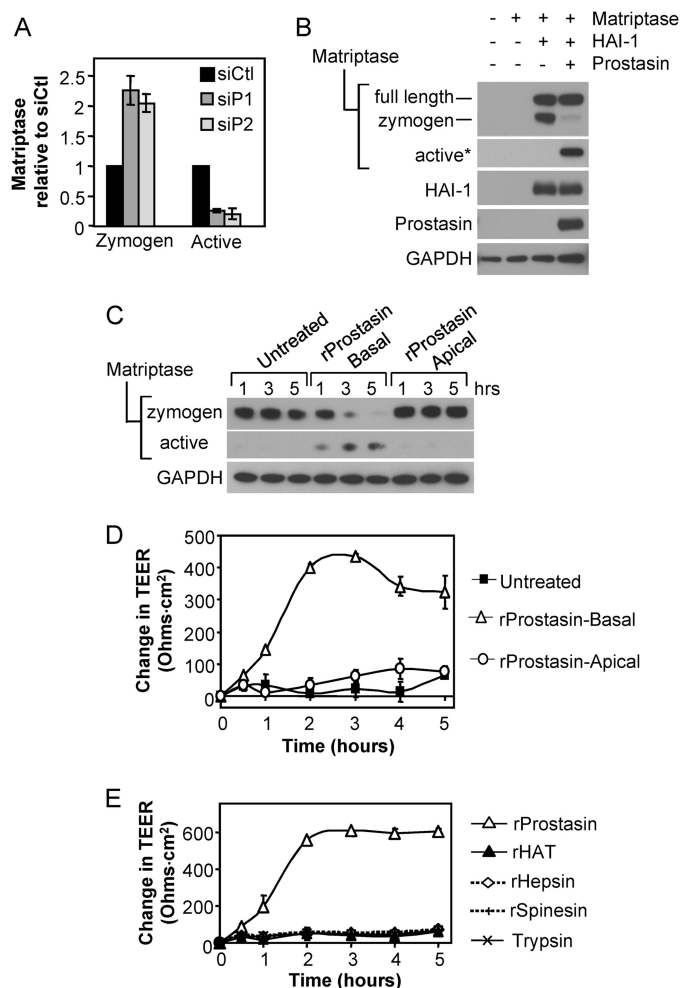 A
Matriptase
relative to siCtl
2.5
2
1.5
1
0.5
0
siCtl
siP1
siP2
Zymogen Active
B
- + + + Matriptase
- - + + HAI-1
- - + Prostasin
Matriptase
full length
zymogen
active*
HAI-1
Prostasin
GAPDH
C
Untreated
rProstasin
Basal
rProstasin
Apical
Matriptase
1 3 5 1 3 5 1 3 5 hrs
zymogen
active
GAPDH
D
Change in TEER
(Ohms·cm²)
500
400
300
200
100
0
0 1 2 3 4 5
Time (hours)
Untreated
rProstasin-Basal
rProstasin-Apical
E
Change in TEER
(Ohms·cm²)
600
400
200
0
0 1 2 3 4 5
Time (hours)
rProstasin
rHAT
rHepsin
rSpinesin
Trypsin